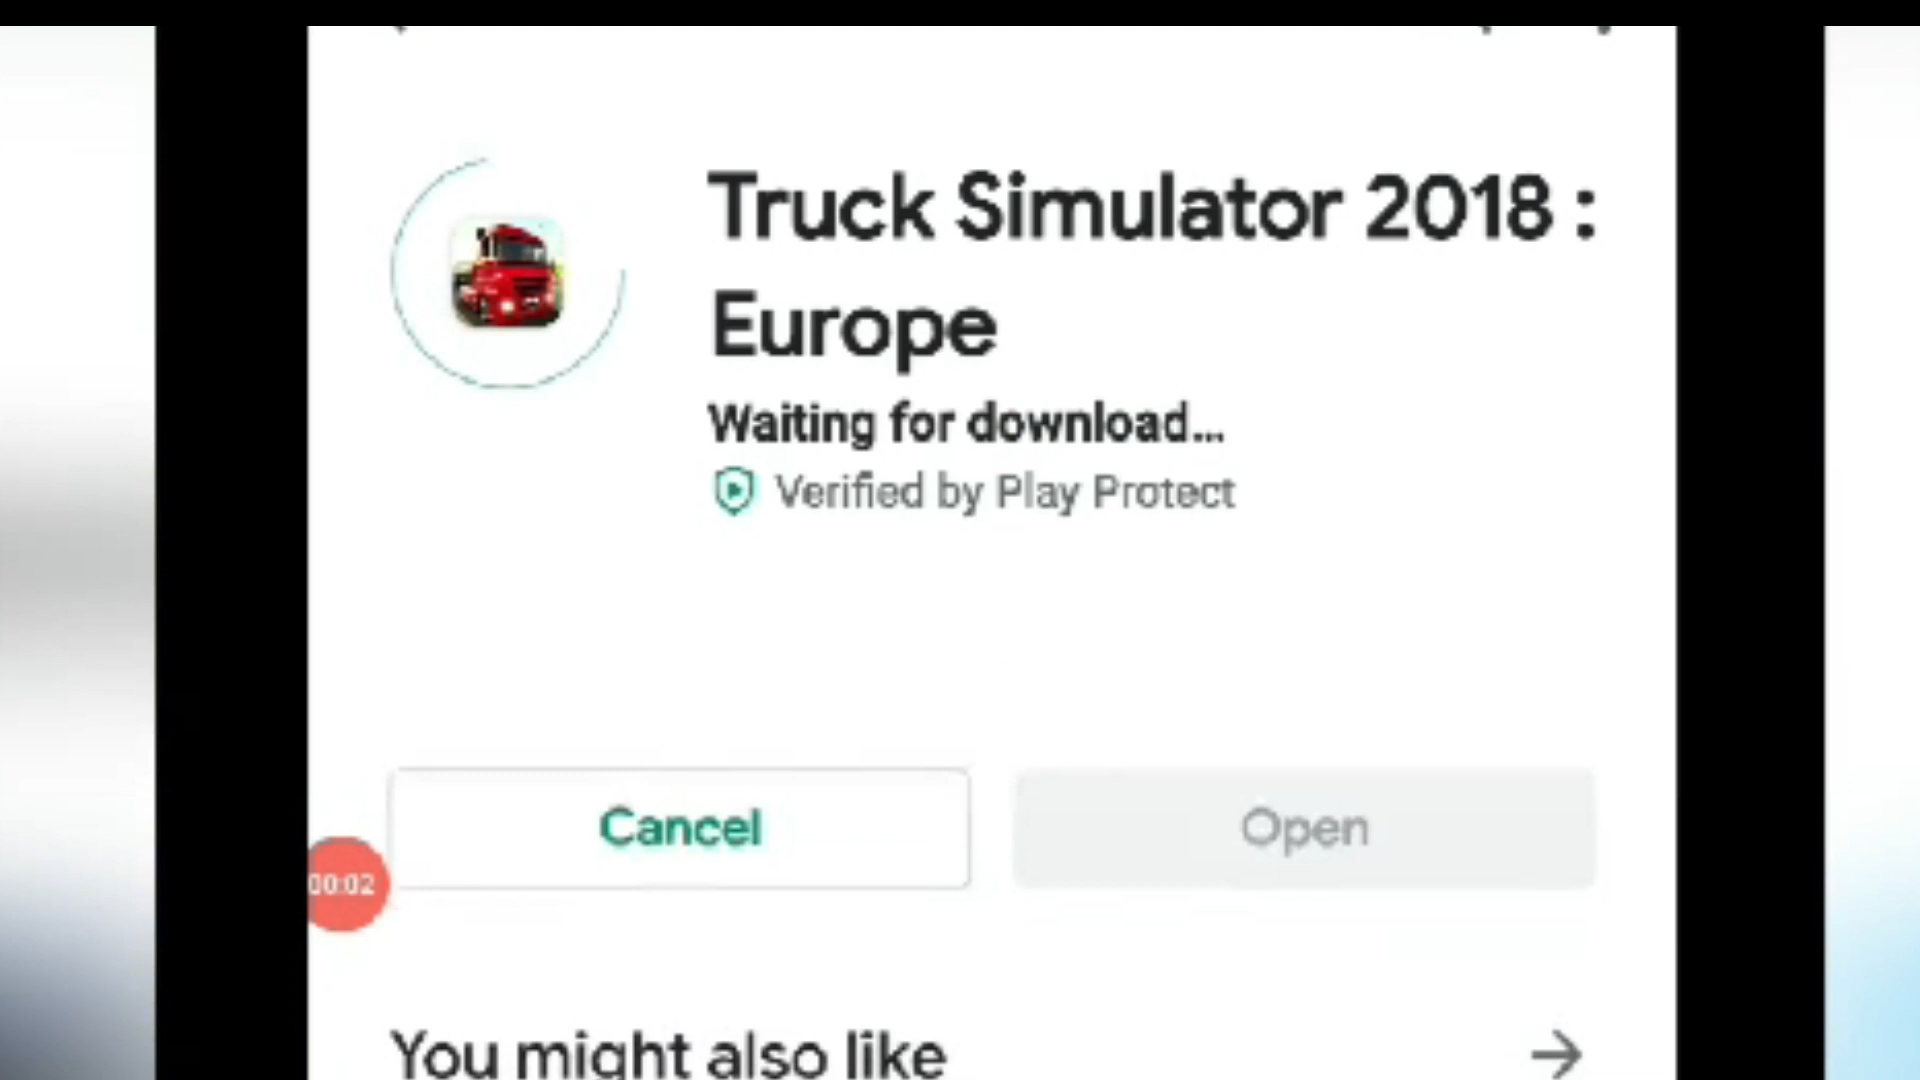 Truck Simulator 2018 :
Europe
Waiting for download...
Verified by Play Protect
Cancel
Open
00:02
You might also like